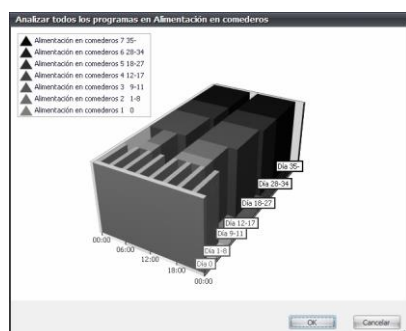 Analizar todos los programas en Alimentación en comederos
Alimentación en comederos 7 35-
Alimentación en comederos 6 28-34
Alimentación en comederos 5 18-27
Alimentación en comederos 4 12-17
Alimentación en comederos 3 9-11
Alimentación en comederos 2 1-8
Alimentación en comederos 1 0
Día 35-
Día 28-34
Día 18-27
Día 12-17
Día 9-11
Día 1-8
Día 0
00:00
06:00
12:00
18:00
00:00
OK
Cancelar